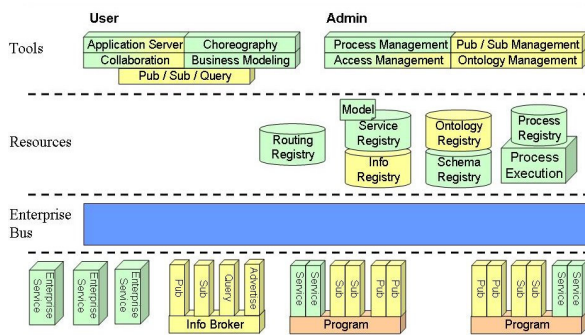 User
Admin
Tools
Application Server
Choreography
Collaboration
Business Modeling
Pub / Sub / Query
Process Management
Pub / Sub Management
Access Management
Ontology Management
Resources
Routing
Registry
Model
Service
Registry
Info
Registry
Ontology
Registry
Schema
Registry
Process
Registry
Process
Execution
Enterprise
Bus
Enterprise
Service
Enterprise
Service
Enterprise
Service
Pub
Sub
Query
Advertise
Info Broker
Service
Service
Sub
Sub
Pub
Pub
Program
Pub
Pub
Sub
Sub
Service
Service
Program